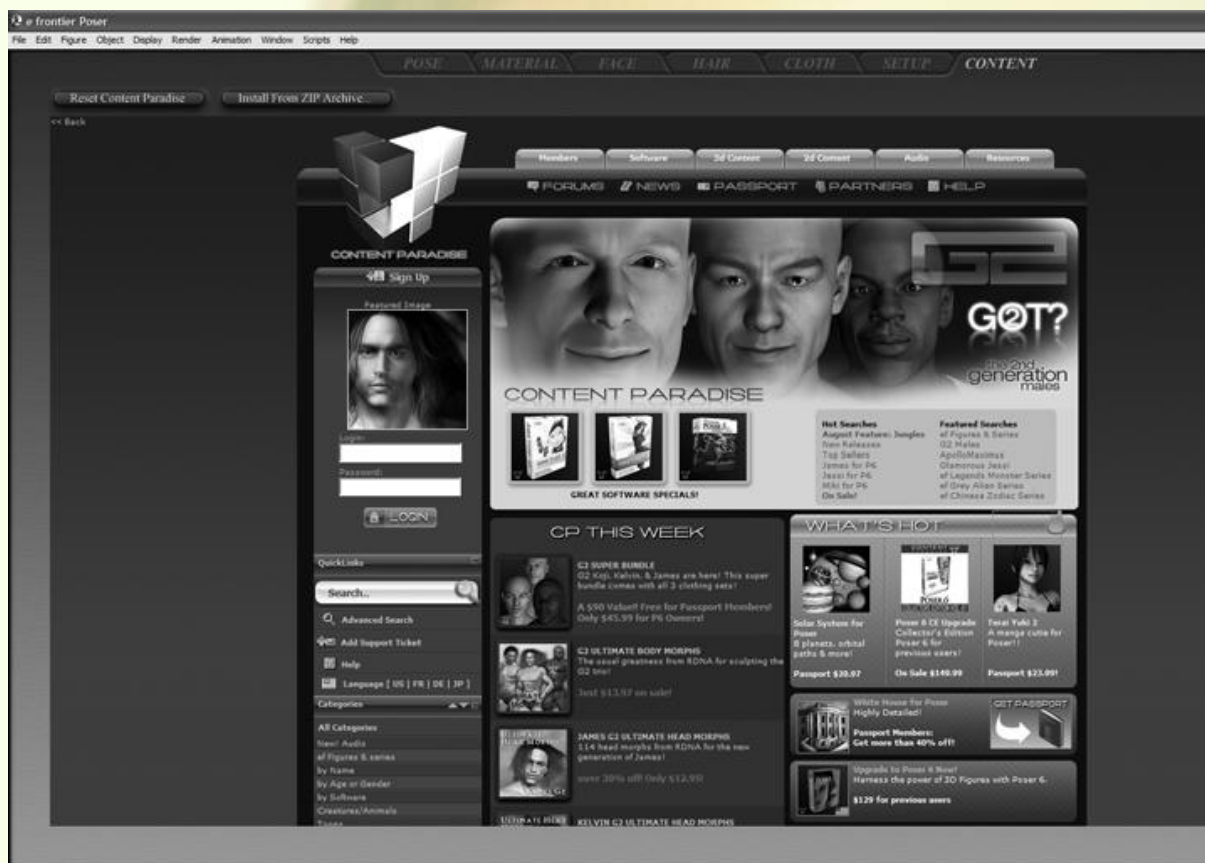 e frontier Poser
File Edit Figure Object Display Render Animation Window Scripts Help
POSE MATERIAL FACE HAIR CLOTH SETUP CONTENT
Reset Content Paradise Install From ZIP Archive...
<< Back
Members Software 3d Content 2d Content Audio Resources
FORUMS NEWS PASSPORT PARTNERS HELP
CONTENT PARADISE
Sign Up
Featured Image
Login:
Password:
LOGIN
QuickLinks
Search..
Advanced Search
Add Support Ticket
Help
Language [ US | FR | DE | JP ]
Categories
All Categories
New! Audio
ef Figures & series
by Name
by Age or Gender
by Software
Creatures/Animals
G2
GOT?
the 2nd
generation
males
CONTENT PARADISE
GREAT SOFTWARE SPECIALS!
Hot Searches
August Feature: Jungles
New Releases
Top Sellers
James for P6
Jessi for P6
Miki for P6
On Sale!
Featured Searches
ef Figures & Series
G2 Males
ApolloMaximus
Glamorous Jessi
ef Legends Monster Series
ef Grey Alien Series
ef Chinese Zodiac Series
CP THIS WEEK
G2 SUPER BUNDLE
G2 Koji, Kelvin, & James are here! This super
bundle comes with all 3 clothing sets!
A $90 Value!! Free for Passport Members!
Only $45.99 for P6 Owners!
G2 ULTIMATE BODY MORPHS
The usual greatness from RDNA for sculpting the
G2 trio!
Just $13.97 on sale!
JAMES G2 ULTIMATE HEAD MORPHS
114 head morphs from RDNA for the new
generation of James!
over 30% off! Only $12.95!
KELVIN G2 ULTIMATE HEAD MORPHS
WHAT'S HOT
Solar System for
Poser
8 planets, orbital
paths & more!
Passport $20.97
Poser 6 CE Upgrade
Collector's Edition
Poser 6 for
previous users!
On Sale $149.99
Terai Yuki 2
A manga cutie for
Poser!!
Passport $23.99!
White House for Poser
Highly Detailed!
Passport Members:
Get more than 40% off!
GET PASSPORT
Upgrade to Poser 6 Now!
Harness the power of 3D Figures with Poser 6.
$129 for previous users